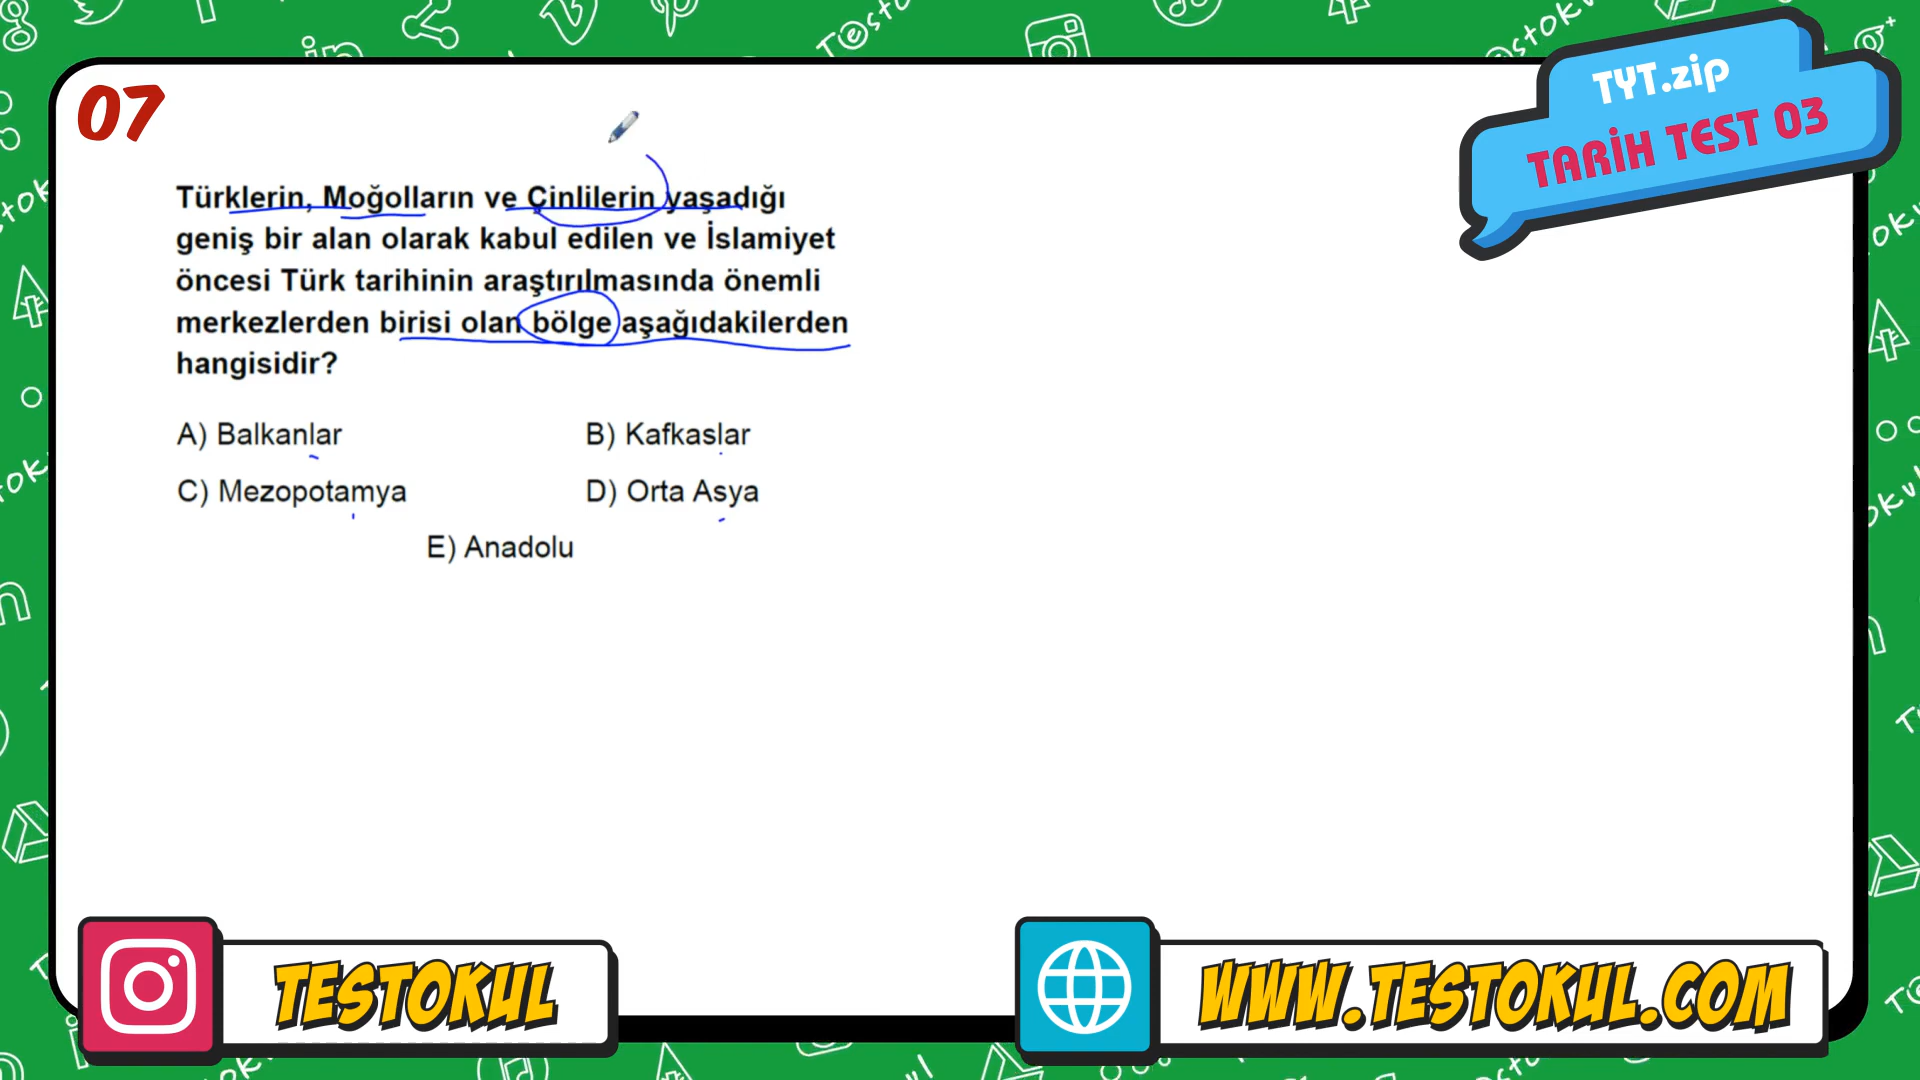 07
TYT.zip
TARİH TEST 03
Türklerin, Moğolların ve Çinlilerin yaşadığı
geniş bir alan olarak kabul edilen ve İslamiyet
öncesi Türk tarihinin araştırılmasında önemli
merkezlerden birisi olan bölge aşağıdakilerden
hangisidir?
A) Balkanlar
B) Kafkaslar
C) Mezopotamya
D) Orta Asya
E) Anadolu
TESTOKUL
WWW.TESTOKUL.COM